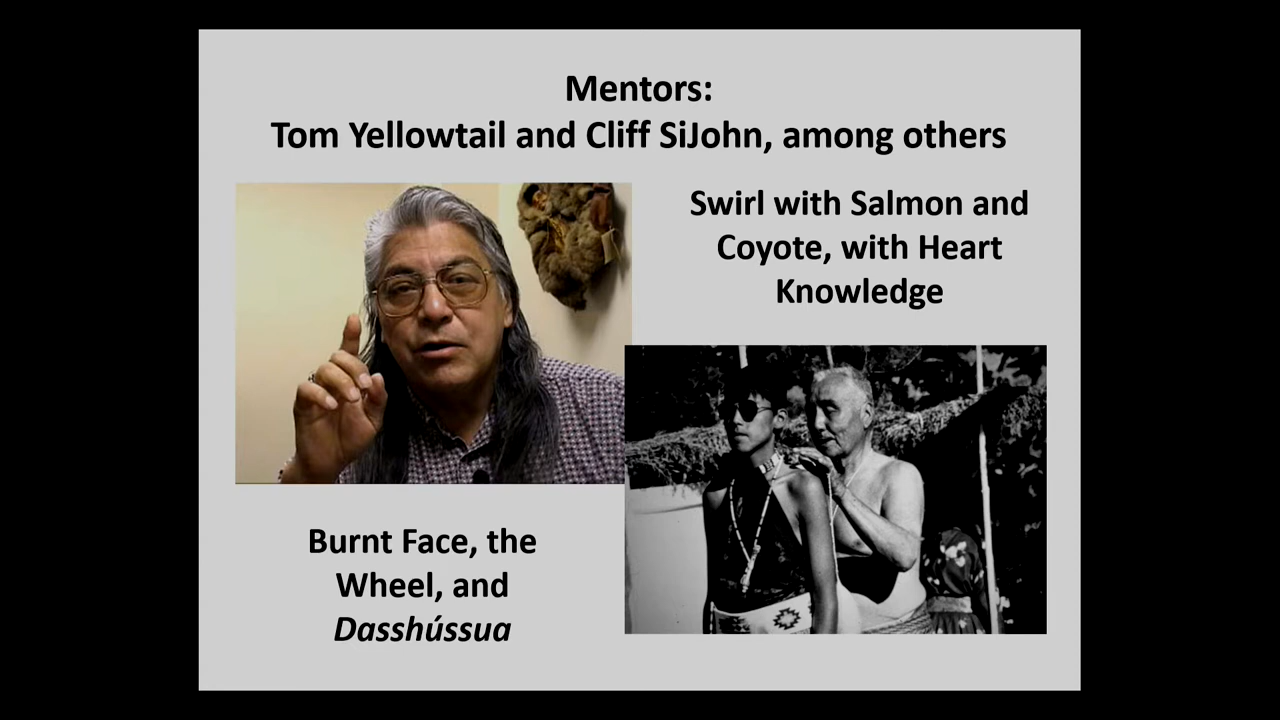 Mentors:
Tom Yellowtail and Cliff SiJohn, among others
Swirl with Salmon and
Coyote, with Heart
Knowledge
Burnt Face, the
Wheel, and
Dasshússua